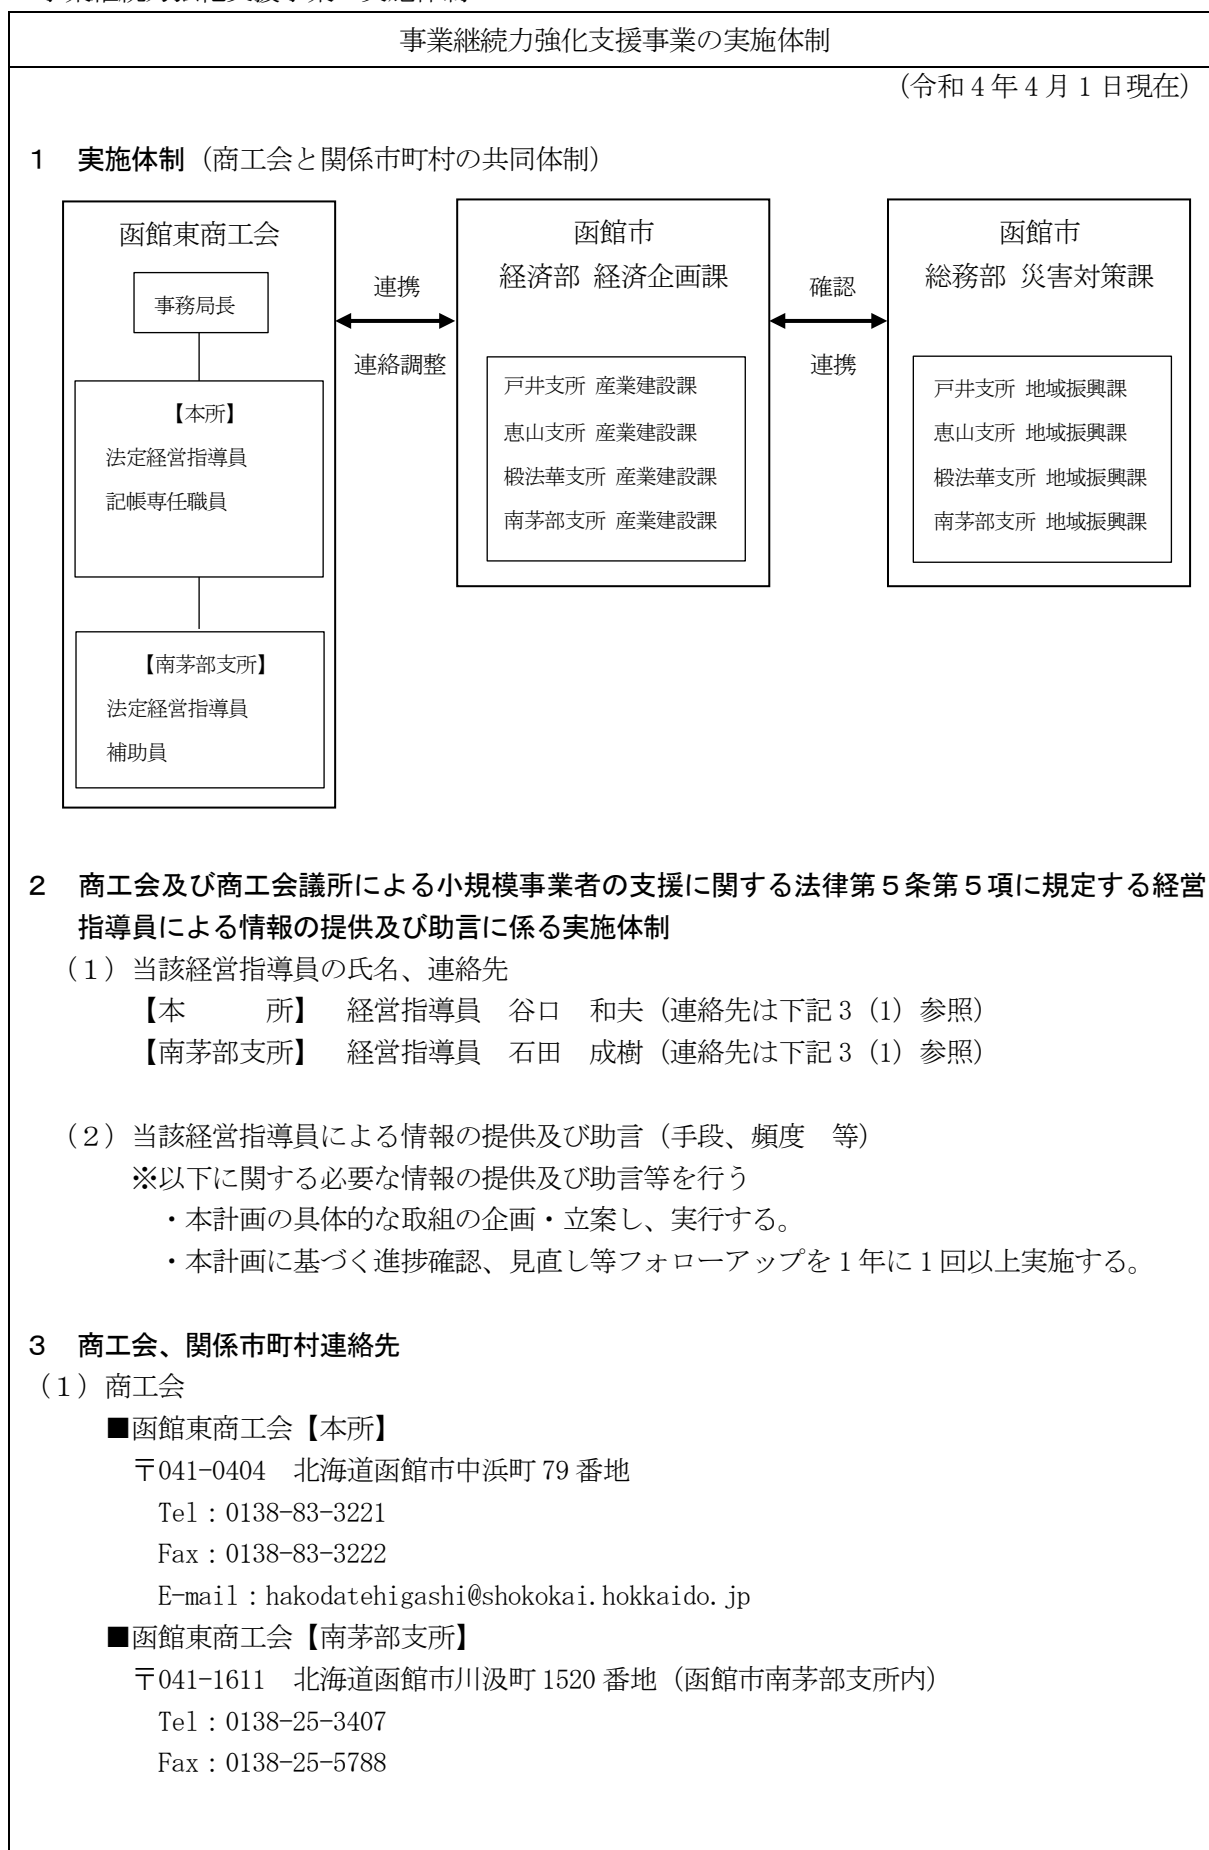 事業継続力強化支援事業の実施体制
（令和４年４月１日現在）
１　実施体制（商工会と関係市町村の共同体制）
函館東商工会
事務局長
【本所】
法定経営指導員
記帳専任職員
【南茅部支所】
法定経営指導員
補助員
連携
連絡調整
函館市
経済部 経済企画課
戸井支所 産業建設課
恵山支所 産業建設課
椴法華支所 産業建設課
南茅部支所 産業建設課
確認
連携
函館市
総務部 災害対策課
戸井支所 地域振興課
恵山支所 地域振興課
椴法華支所 地域振興課
南茅部支所 地域振興課
２　商工会及び商工会議所による小規模事業者の支援に関する法律第５条第５項に規定する経営
指導員による情報の提供及び助言に係る実施体制
（１）当該経営指導員の氏名、連絡先
【本　　　所】　経営指導員　谷口　和夫（連絡先は下記３（1）参照）
【南茅部支所】　経営指導員　石田　成樹（連絡先は下記３（1）参照）
（２）当該経営指導員による情報の提供及び助言（手段、頻度　等）
※以下に関する必要な情報の提供及び助言等を行う
・本計画の具体的な取組の企画・立案し、実行する。
・本計画に基づく進捗確認、見直し等フォローアップを１年に１回以上実施する。
３　商工会、関係市町村連絡先
（１）商工会
■函館東商工会【本所】
〒041-0404　北海道函館市中浜町 79 番地
Tel：0138-83-3221
Fax：0138-83-3222
E-mail：hakodatehigashi@shokokai.hokkaido.jp
■函館東商工会【南茅部支所】
〒041-1611　北海道函館市川汲町 1520 番地（函館市南茅部支所内）
Tel：0138-25-3407
Fax：0138-25-5788